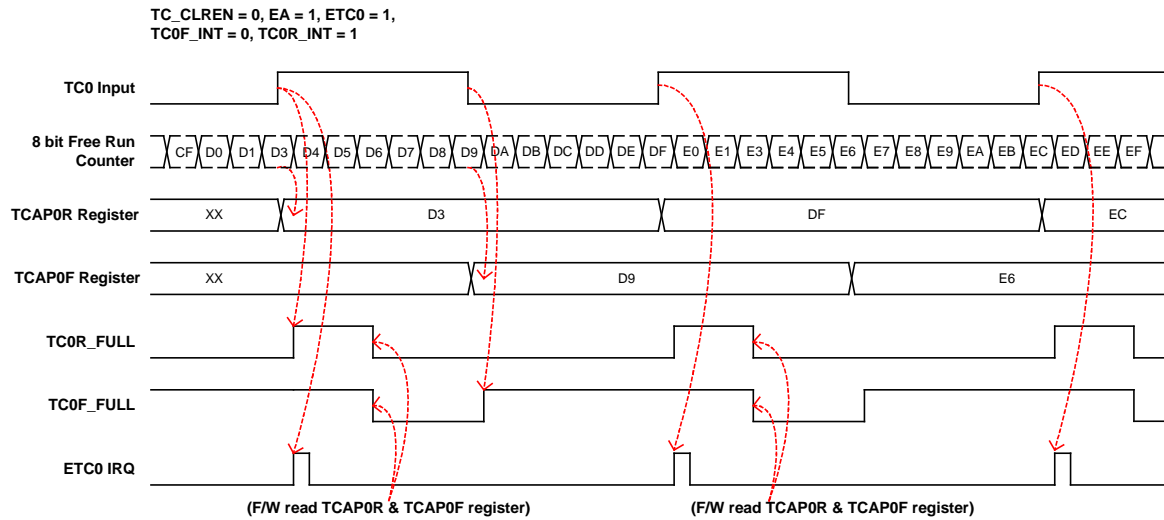 TC_CLREN = 0, EA = 1, ETC0 = 1,
TC0F_INT = 0, TC0R_INT = 1
TC0 Input
8 bit Free Run
Counter
CF D0 D1 D3 D4 D5 D6 D7 D8 D9 DA DB DC DD DE DF E0 E1 E3 E4 E5 E6 E7 E8 E9 EA EB EC ED EE EF
TCAP0R Register XX D3 DF EC
TCAP0F Register XX D9 E6
TC0R_FULL
TC0F_FULL
ETC0 IRQ
(F/W read TCAP0R & TCAP0F register) (F/W read TCAP0R & TCAP0F register)